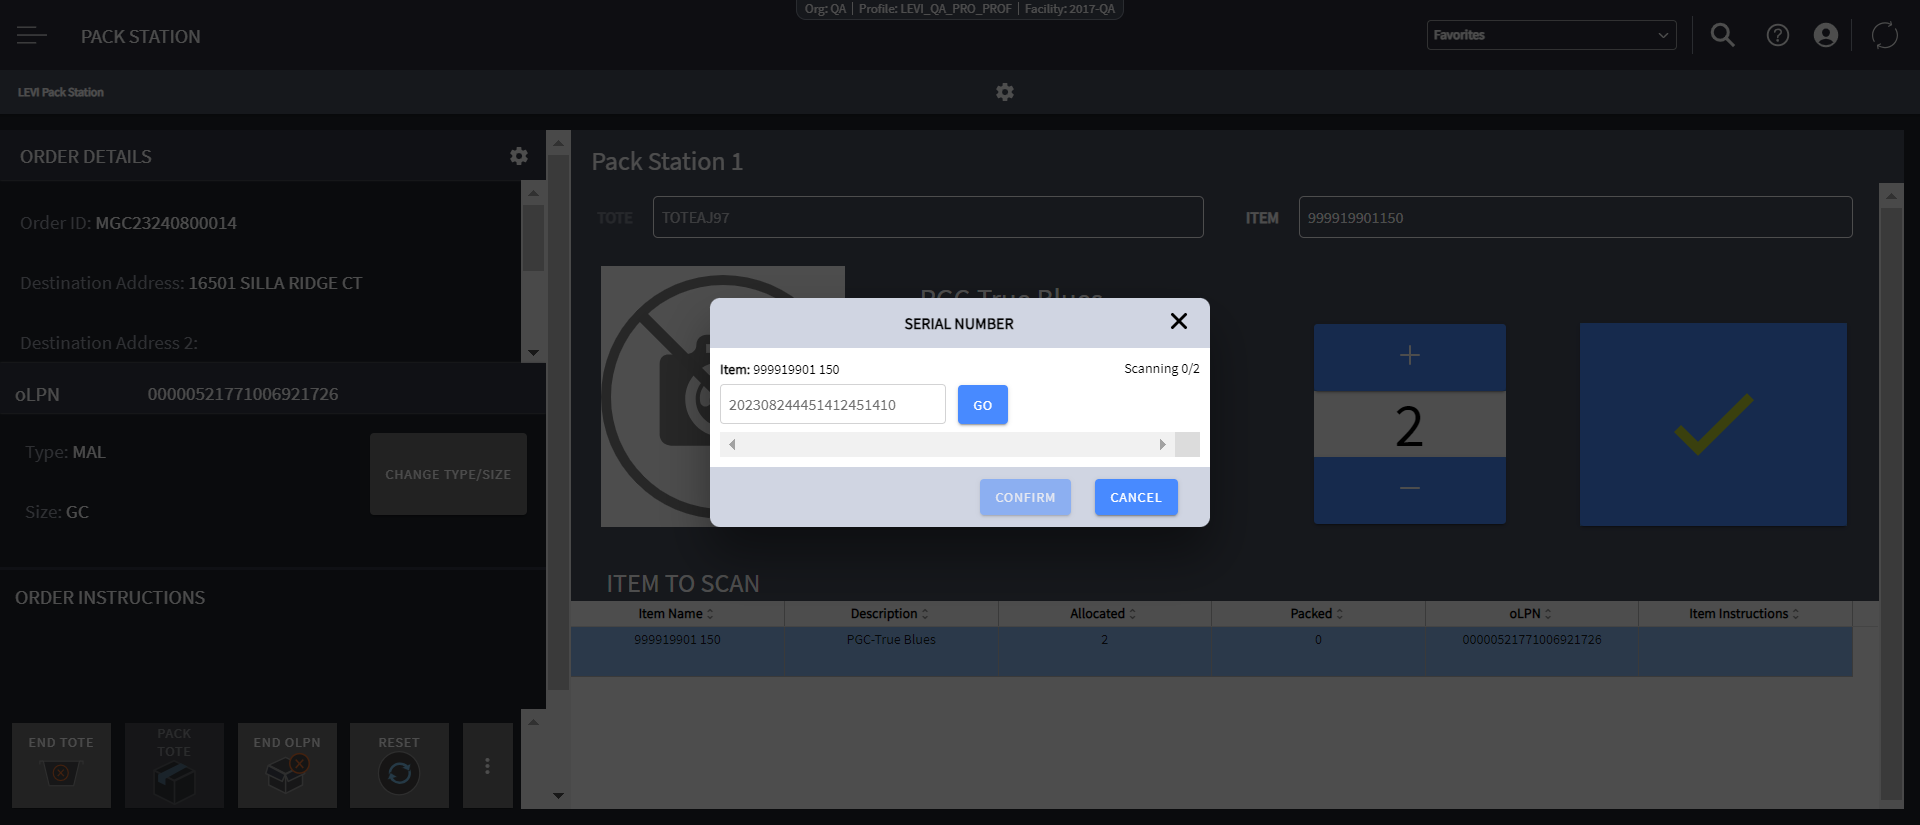 Org: QA | Profile: LEVI_QA_PRO_PROF | Facility: 2017-QA
PACK STATION
Favorites
LEVI Pack Station
ORDER DETAILS
Order ID: MGC23240800014
Destination Address: 16501 SILLA RIDGE CT
Destination Address 2:
oLPN 00000521771006921726
Type: MAL
Size: GC
CHANGE TYPE/SIZE
ORDER INSTRUCTIONS
END TOTE
PACK
TOTE
END OLPN
RESET
Pack Station 1
TOTE TOTEAJ97
ITEM 999919901150
PGC-True Blues
SERIAL NUMBER
Item: 999919901 150
Scanning 0/2
202308244451412451410
GO
CONFIRM
CANCEL
2
ITEM TO SCAN
Item Name Description Allocated Packed oLPN Item Instructions
999919901 150 PGC-True Blues 2 0 00000521771006921726